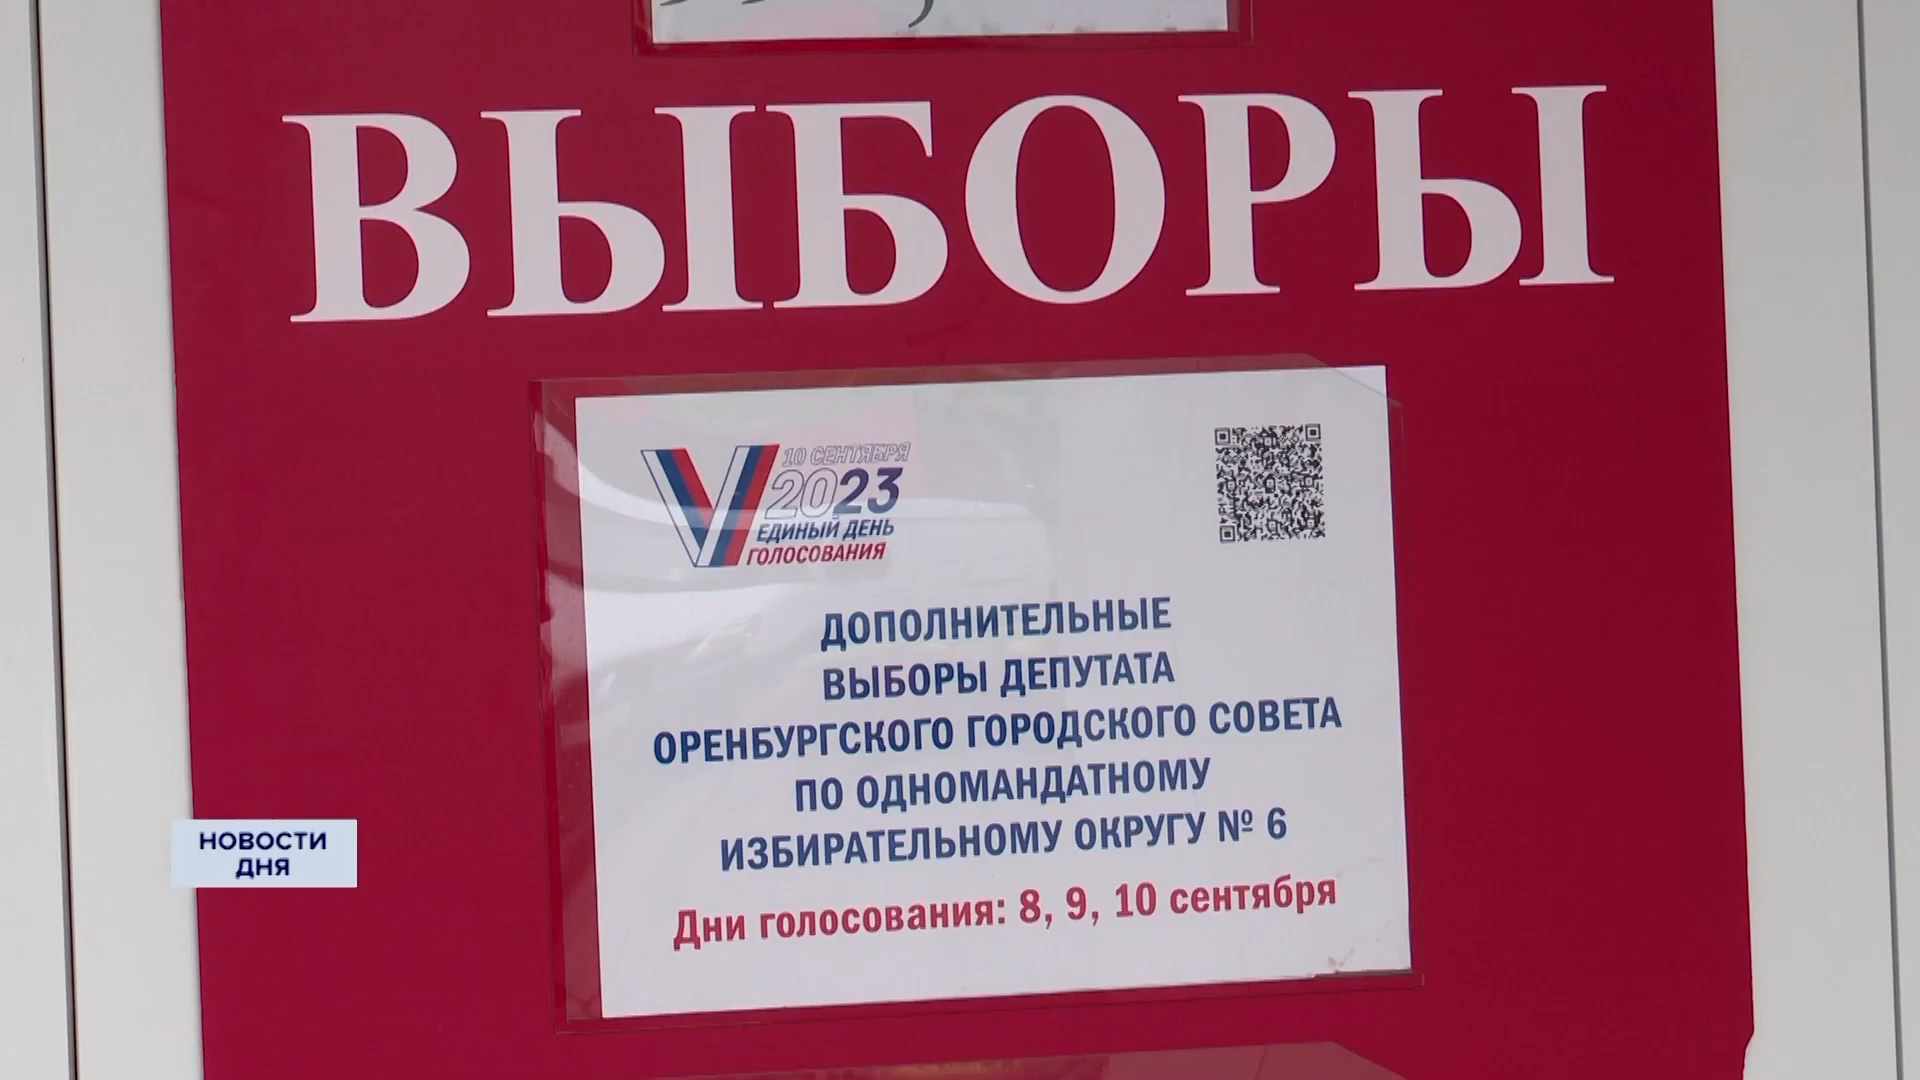 ВЫБОРЫ
10 СЕНТЯБРЯ
2023
ЕДИНЫЙ ДЕНЬ
ГОЛОСОВАНИЯ
ДОПОЛНИТЕЛЬНЫЕ
ВЫБОРЫ ДЕПУТАТА
ОРЕНБУРГСКОГО ГОРОДСКОГО СОВЕТА
ПО ОДНОМАНДАТНОМУ
ИЗБИРАТЕЛЬНОМУ ОКРУГУ № 6
Дни голосования: 8, 9, 10 сентября
НОВОСТИ
ДНЯ